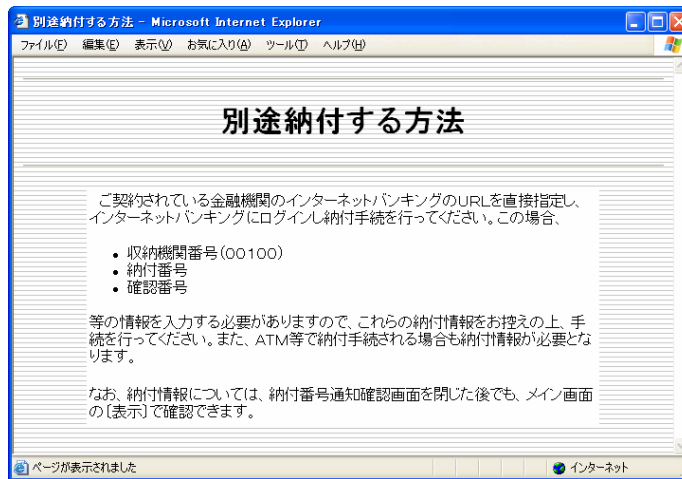 別途納付する方法 - Microsoft Internet Explorer
ファイル(F) 編集(E) 表示(V) お気に入り(A) ツール(T) ヘルプ(H)
別途納付する方法
ご契約されている金融機関のインターネットバンキングのURLを直接指定し、
インターネットバンキングにログインし納付手続を行ってください。この場合、
• 収納機関番号(00100)
• 納付番号
• 確認番号
等の情報を入力する必要がありますので、これらの納付情報をお控えの上、手
続を行ってください。また、ATM等で納付手続される場合も納付情報が必要とな
ります。
なお、納付情報については、納付番号通知確認画面を閉じた後でも、メイン画面
の〔表示〕で確認できます。
ページが表示されました インターネット